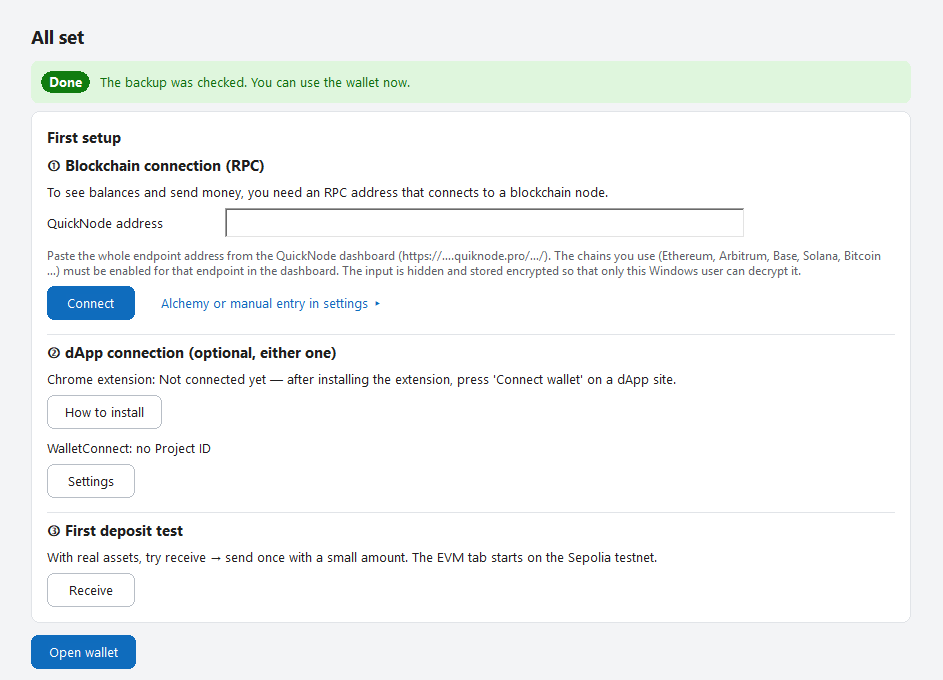 All set
Done The backup was checked. You can use the wallet now.
First setup
① Blockchain connection (RPC)
To see balances and send money, you need an RPC address that connects to a blockchain node.
QuickNode address
Paste the whole endpoint address from the QuickNode dashboard (https://....quiknode.pro/.../). The chains you use (Ethereum, Arbitrum, Base, Solana, Bitcoin
...) must be enabled for that endpoint in the dashboard. The input is hidden and stored encrypted so that only this Windows user can decrypt it.
Connect Alchemy or manual entry in settings ▸
② dApp connection (optional, either one)
Chrome extension: Not connected yet — after installing the extension, press 'Connect wallet' on a dApp site.
How to install
WalletConnect: no Project ID
Settings
③ First deposit test
With real assets, try receive → send once with a small amount. The EVM tab starts on the Sepolia testnet.
Receive
Open wallet